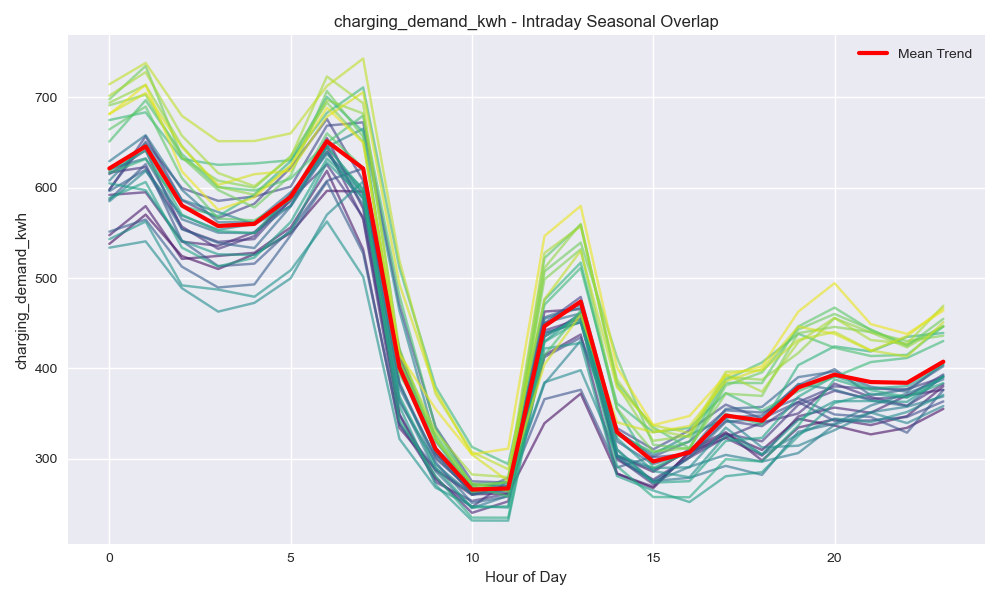 charging_demand_kwh - Intraday Seasonal Overlap
Mean Trend
charging_demand_kwh
700
600
500
400
300
0
5
10
15
20
Hour of Day